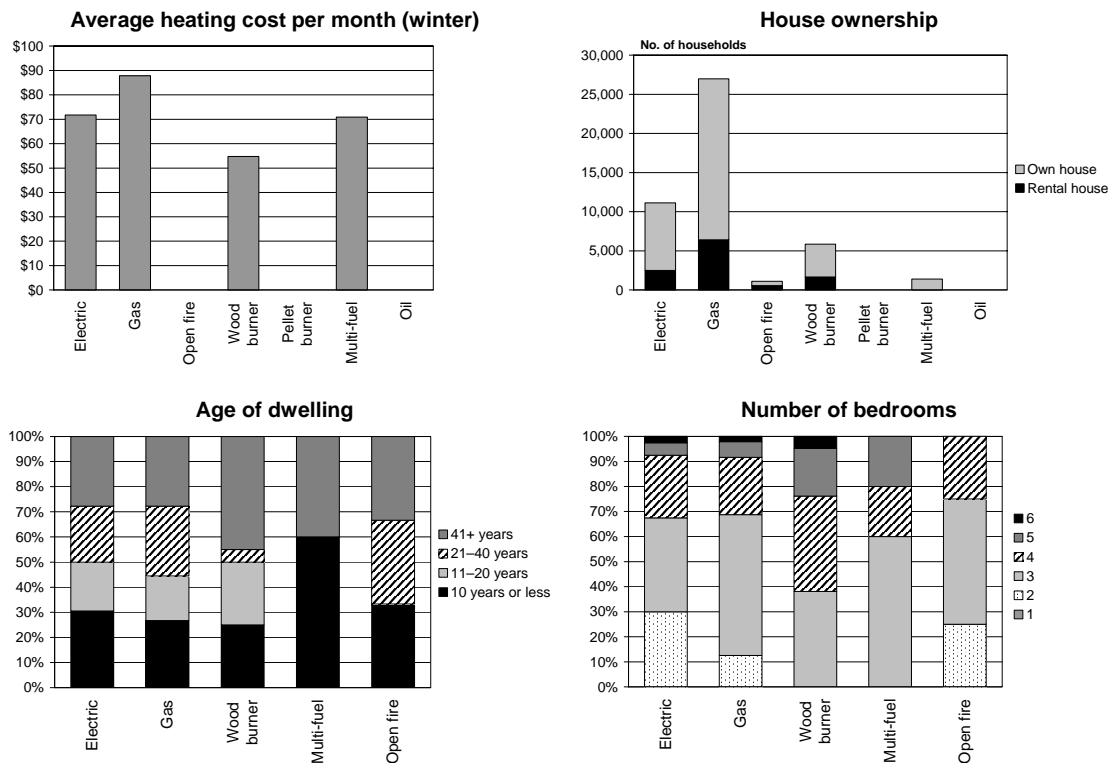 Average heating cost per month (winter)
$100
$90
$80
$70
$60
$50
$40
$30
$20
$10
$0
Electric
Gas
Open fire
Wood
burner
Pellet
burner
Multi-fuel
Oil
House ownership
No. of households
30,000
25,000
20,000
15,000
10,000
5,000
0
Own house
Rental house
Electric
Gas
Open fire
Wood
burner
Pellet
burner
Multi-fuel
Oil
Age of dwelling
100%
90%
80%
70%
60%
50%
40%
30%
20%
10%
0%
41+ years
21–40 years
11–20 years
10 years or less
Electric
Gas
Wood
burner
Multi-fuel
Open fire
Number of bedrooms
100%
90%
80%
70%
60%
50%
40%
30%
20%
10%
0%
6
5
4
3
2
1
Electric
Gas
Wood
burner
Multi-fuel
Open fire